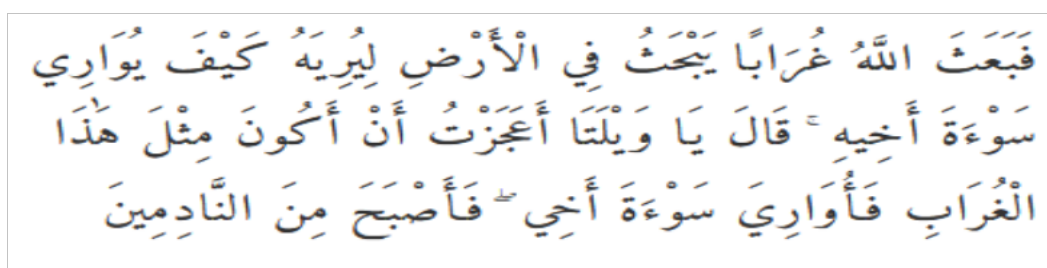 فَبَعَثَ اللَّهُ غُرَابًا يَبْحَثُ فِي الْأَرْضِ لِيُرِيَهُ كَيْفَ يُوَارِي
سَوْءَةَ أَخِيهِ ۚ قَالَ يَا وَيْلَتَا أَعَجَزْتُ أَنْ أَكُونَ مِثْلَ هَٰذَا
الْغُرَابِ فَأُوَارِيَ سَوْءَةَ أَخِي ۖ فَأَصْبَحَ مِنَ النَّادِمِينَ